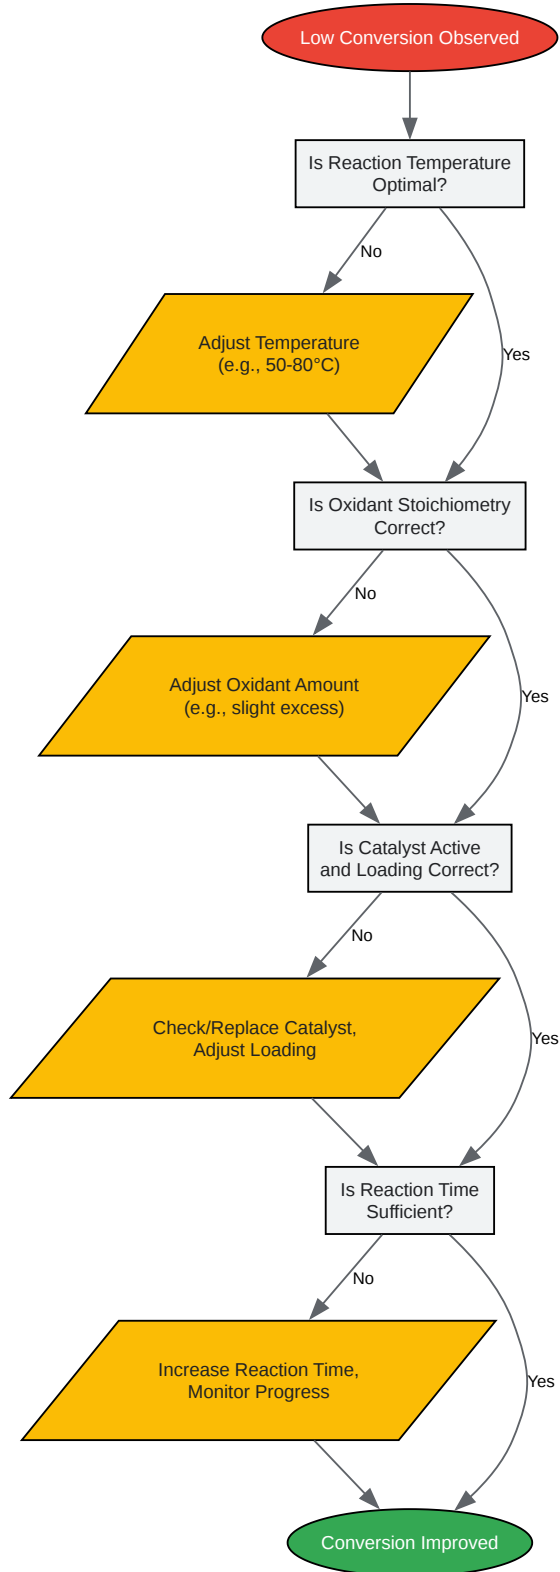 Low Conversion Observed
Is Reaction Temperature
Optimal?
No
Adjust Temperature
(e.g., 50-80°C)
Yes
Is Oxidant Stoichiometry
Correct?
No
Adjust Oxidant Amount
(e.g., slight excess)
Yes
Is Catalyst Active
and Loading Correct?
No
Check/Replace Catalyst,
Adjust Loading
Yes
Is Reaction Time
Sufficient?
No
Increase Reaction Time,
Monitor Progress
Yes
Conversion Improved